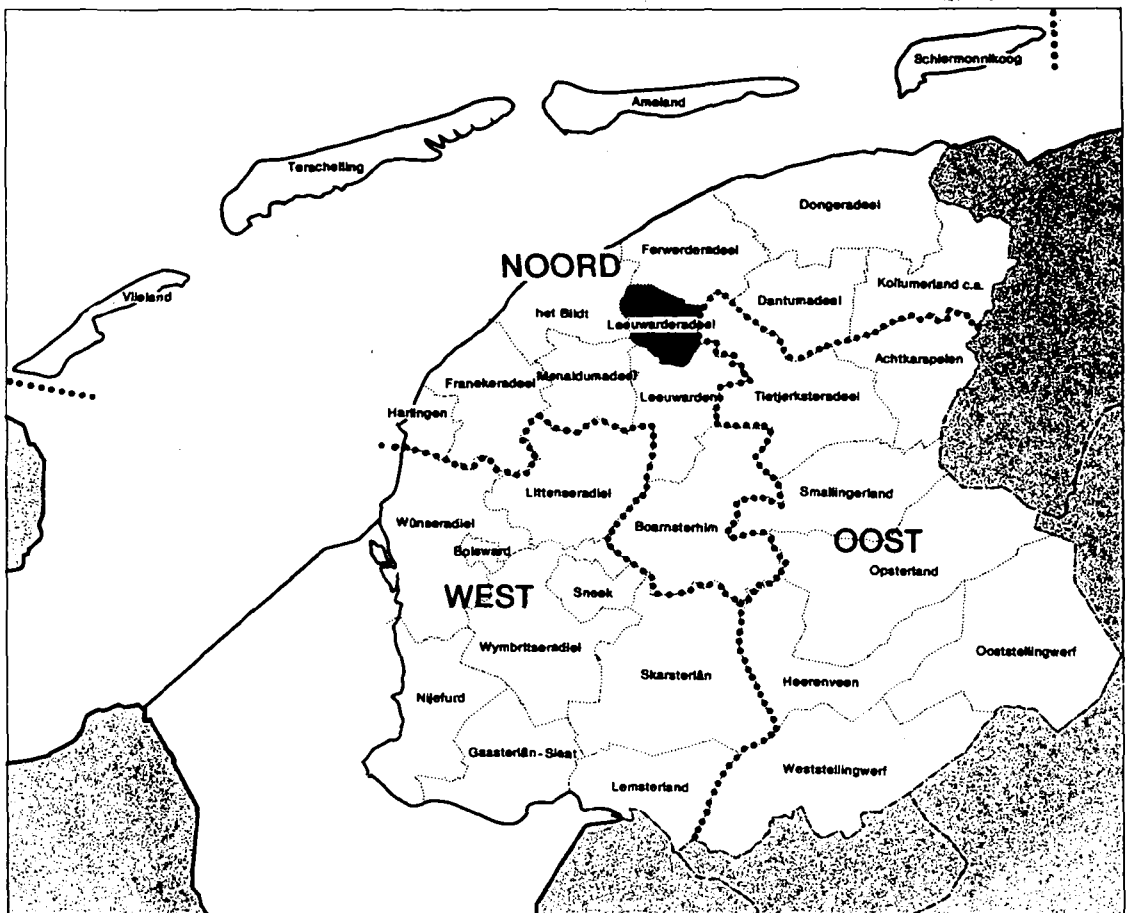 Schiermonnikoog
Ameland
Terschelling
Dongeradeel
Ferwerderadeel
NOORD
Kollumerland c.a.
Vlieland
Dantumadeel
het Bildt
Leeuwarderadeel
Achtkarspelen
Menaldumadeel
Franekeradeel
Leeuwarden
Tietjerksteradeel
Harlingen
Littenseradiel
Smallingerland
Wûnseradiel
Boarnsterhim
OOST
Bolsward
Opsterland
Sneek
WEST
Wymbritseradiel
Ooststellingwerf
Skarsterlân
Heerenveen
Nijefurd
Gaasterlân-Sleat
Weststellingwerf
Lemsterland